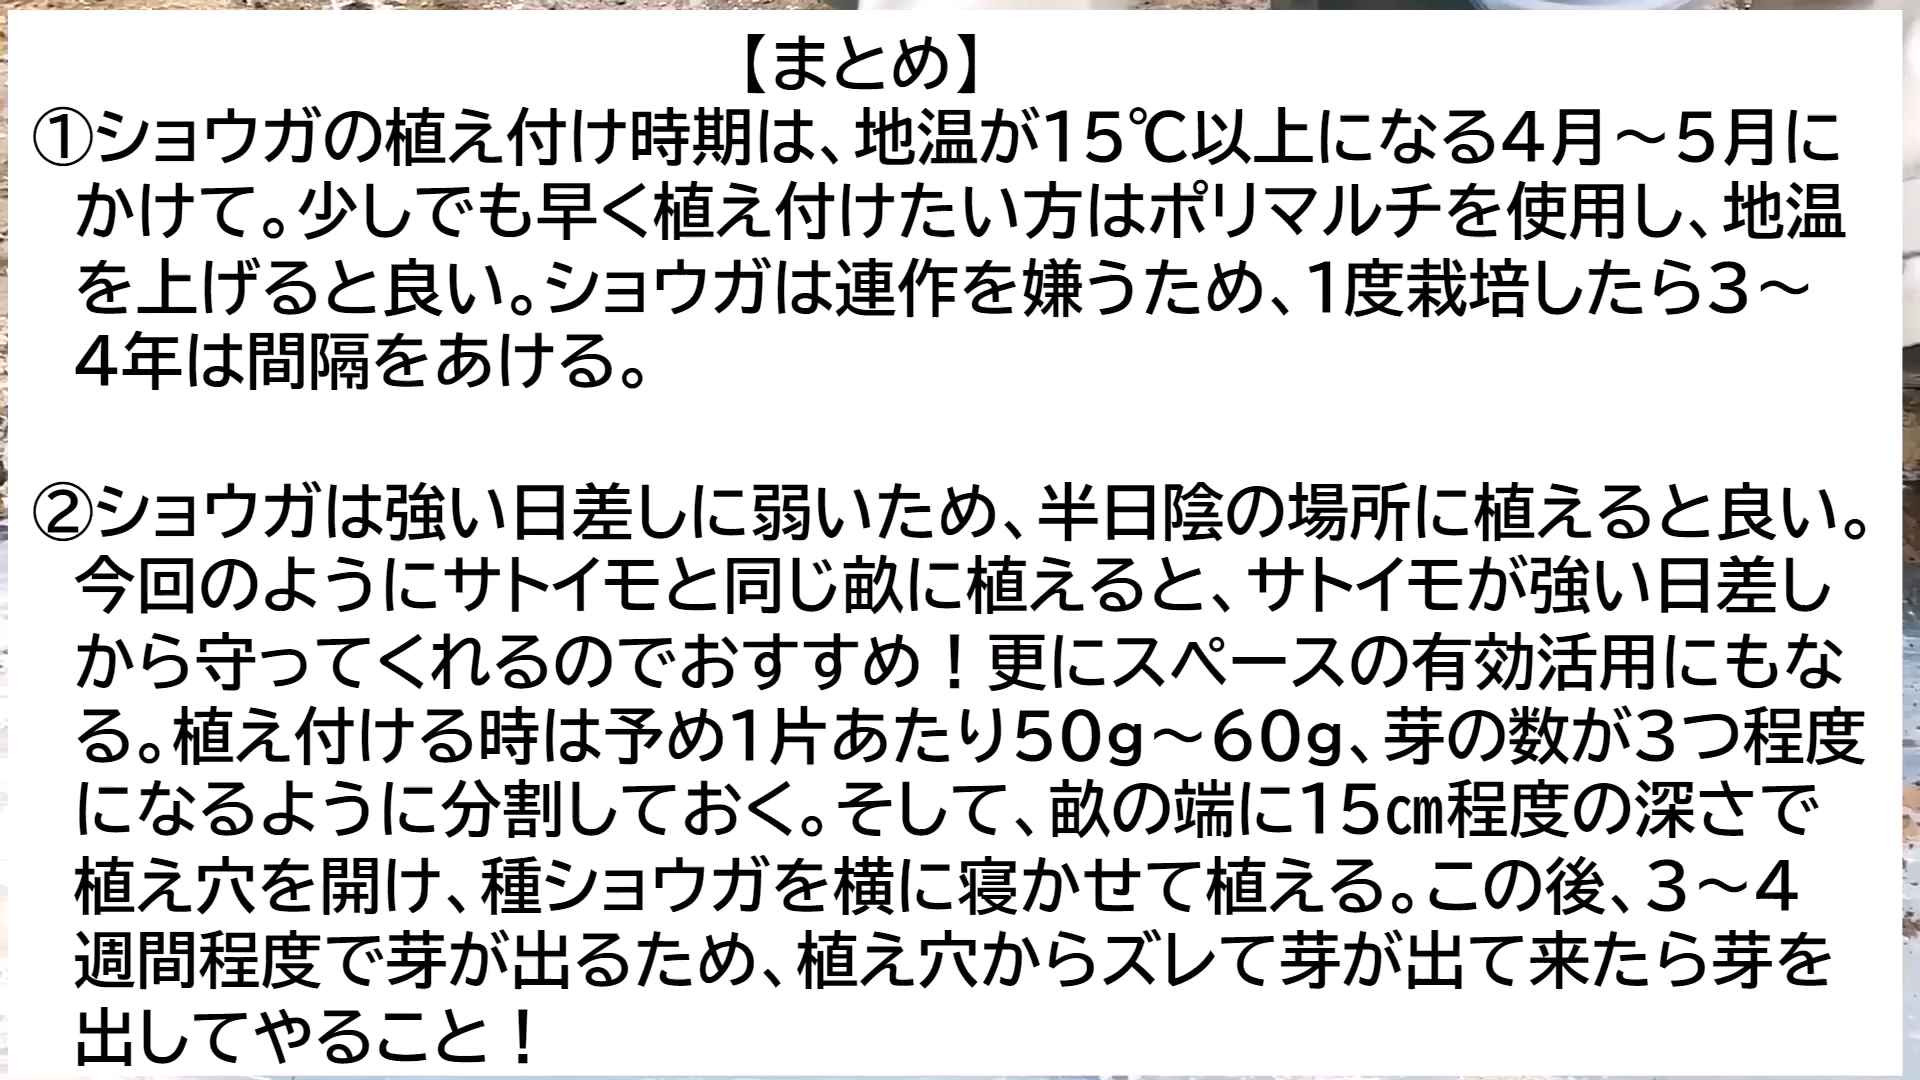 【まとめ】
①ショウガの植え付け時期は、地温が15℃以上になる4月～5月に
かけて。少しでも早く植え付けたい方はポリマルチを使用し、地温
を上げると良い。ショウガは連作を嫌うため、1度栽培したら3～
4年は間隔をあける。
②ショウガは強い日差しに弱いため、半日陰の場所に植えると良い。
今回のようにサトイモと同じ畝に植えると、サトイモが強い日差し
から守ってくれるのでおすすめ！更にスペースの有効活用にもな
る。植え付ける時は予め1片あたり50g～60g、芽の数が3つ程度
になるように分割しておく。そして、畝の端に15㎝程度の深さで
植え穴を開け、種ショウガを横に寝かせて植える。この後、3～4
週間程度で芽が出るため、植え穴からズレて芽が出て来たら芽を
出してやること！